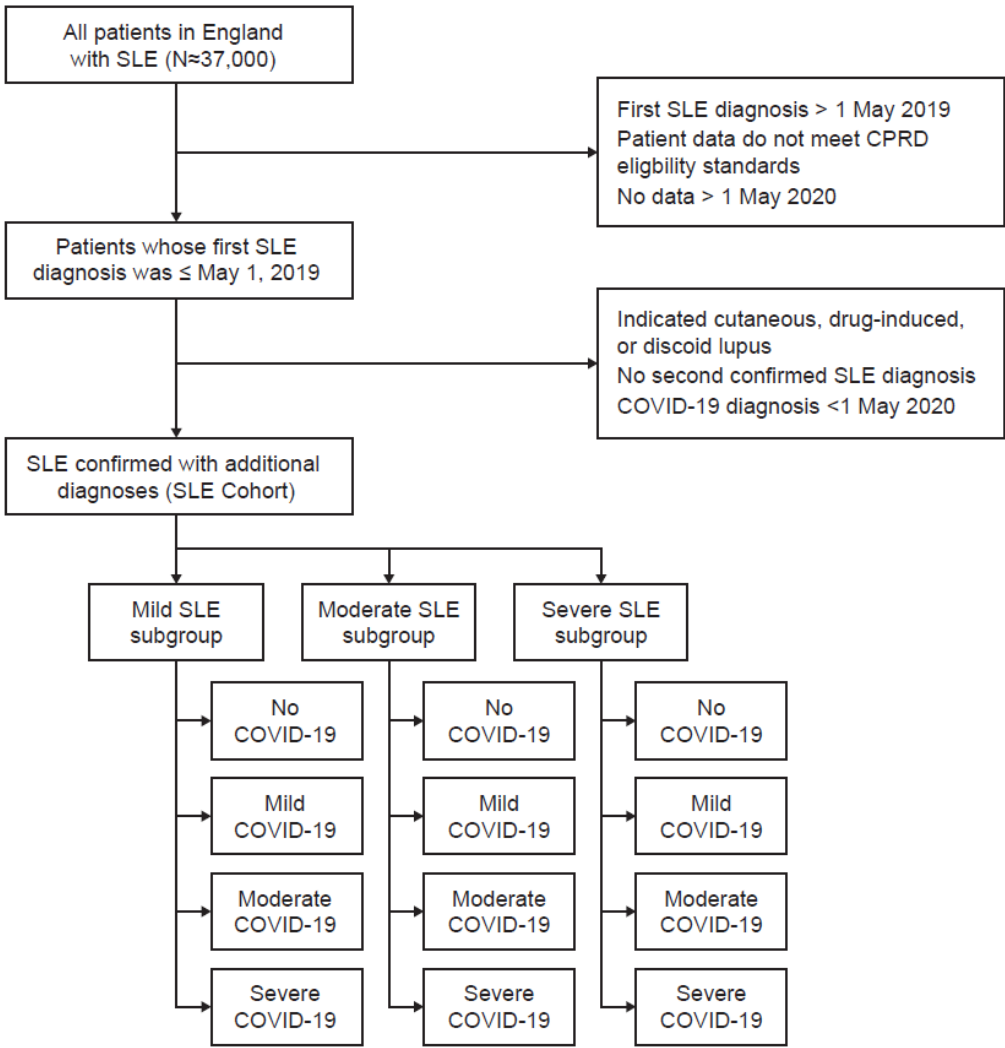 All patients in England
with SLE (N≈37,000)
First SLE diagnosis > 1 May 2019
Patient data do not meet CPRD
eligbility standards
No data > 1 May 2020
Patients whose first SLE
diagnosis was ≤ May 1, 2019
Indicated cutaneous, drug-induced,
or discoid lupus
No second confirmed SLE diagnosis
COVID-19 diagnosis <1 May 2020
SLE confirmed with additional
diagnoses (SLE Cohort)
Mild SLE
subgroup
Moderate SLE
subgroup
Severe SLE
subgroup
No
COVID-19
No
COVID-19
No
COVID-19
Mild
COVID-19
Mild
COVID-19
Mild
COVID-19
Moderate
COVID-19
Moderate
COVID-19
Moderate
COVID-19
Severe
COVID-19
Severe
COVID-19
Severe
COVID-19